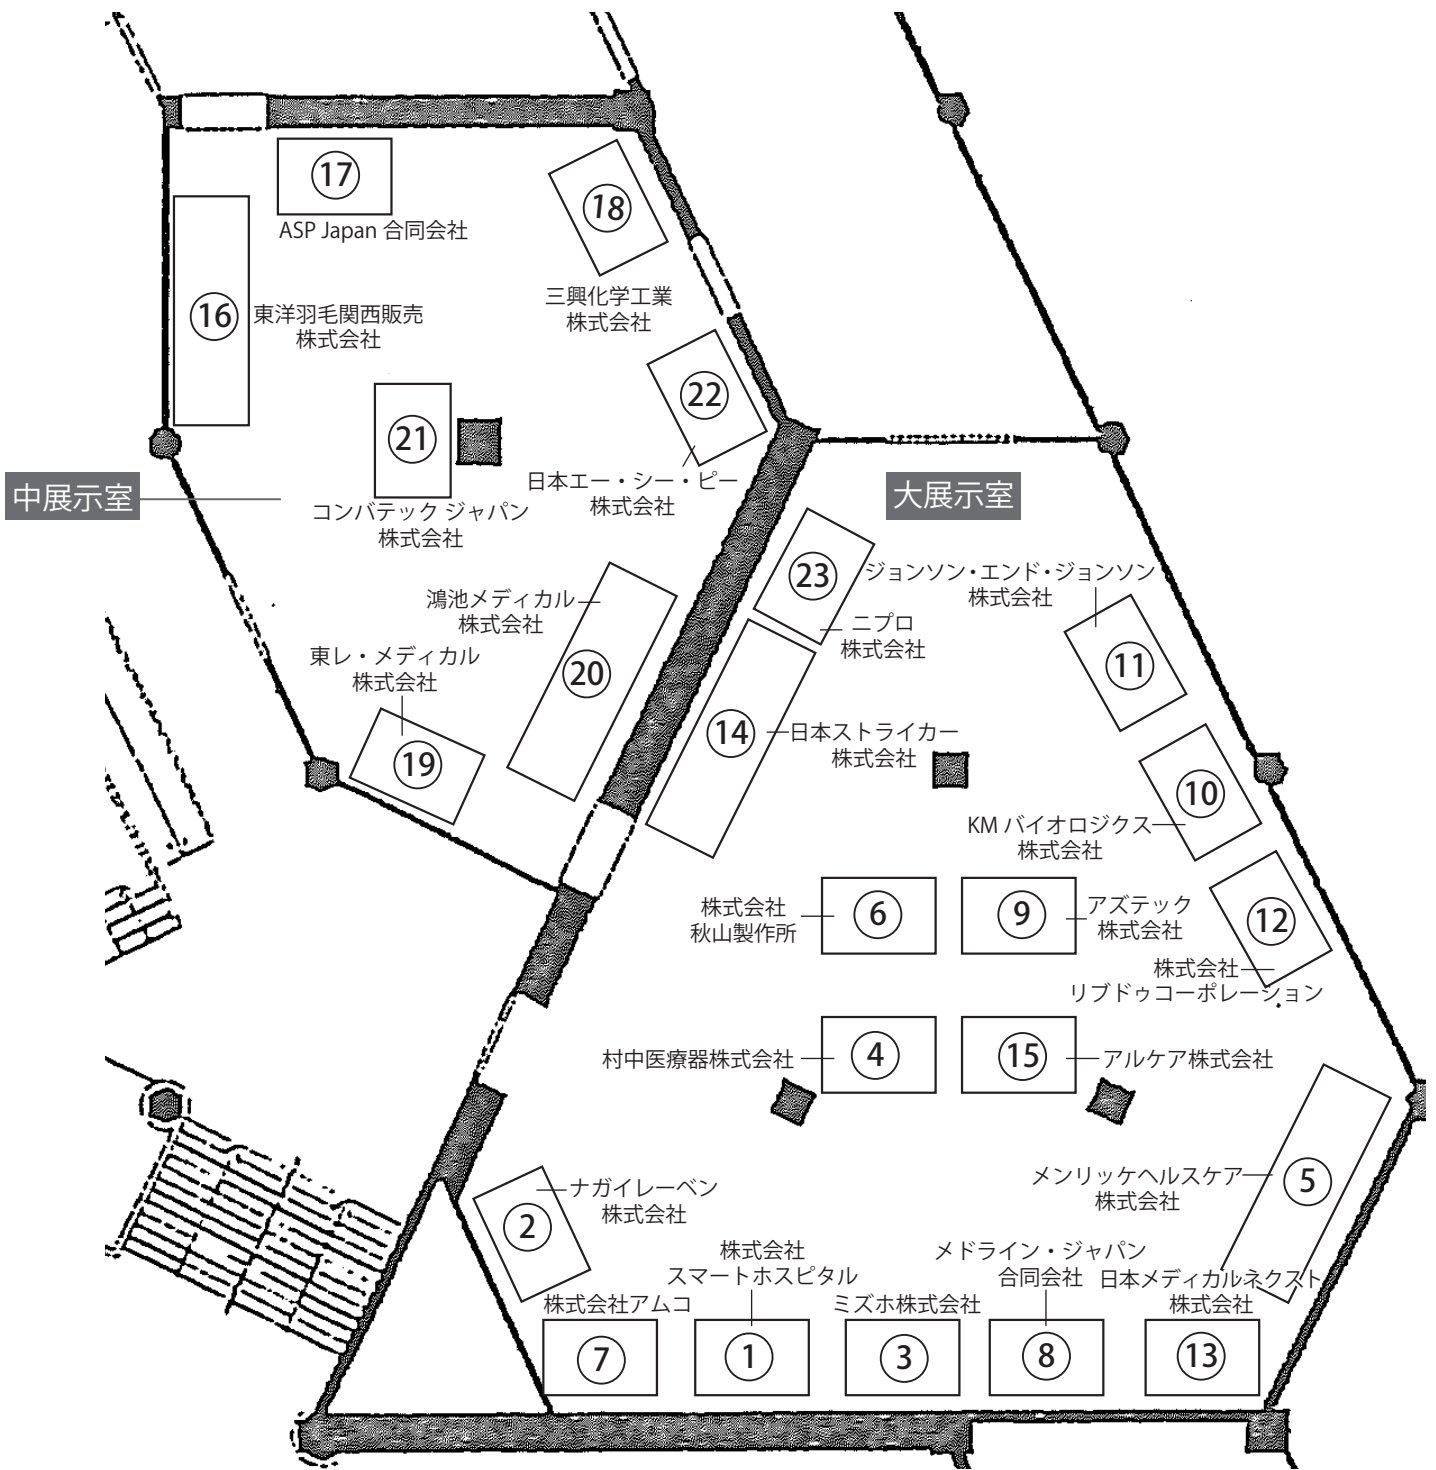 17
ASP Japan 合同会社
18
三興化学工業
株式会社
16
東洋羽毛関西販売
株式会社
22
日本エー・シー・ピー
株式会社
21
コンバテック ジャパン
株式会社
中展示室
大展示室
23
ニプロ
株式会社
ジョンソン・エンド・ジョンソン
株式会社
11
鴻池メディカル
株式会社
20
東レ・メディカル
株式会社
19
14
日本ストライカー
株式会社
10
KM バイオロジクス
株式会社
株式会社
秋山製作所
6
9
アズテック
株式会社
12
株式会社
リブドゥコーポレーション
村中医療器株式会社
4
15
アルケア株式会社
メンリッケヘルスケア
株式会社
5
2
ナガイレーベン
株式会社
株式会社アムコ
7
株式会社
スマートホスピタル
1
ミズホ株式会社
3
メドライン・ジャパン
合同会社
8
日本メディカルネクスト
株式会社
13